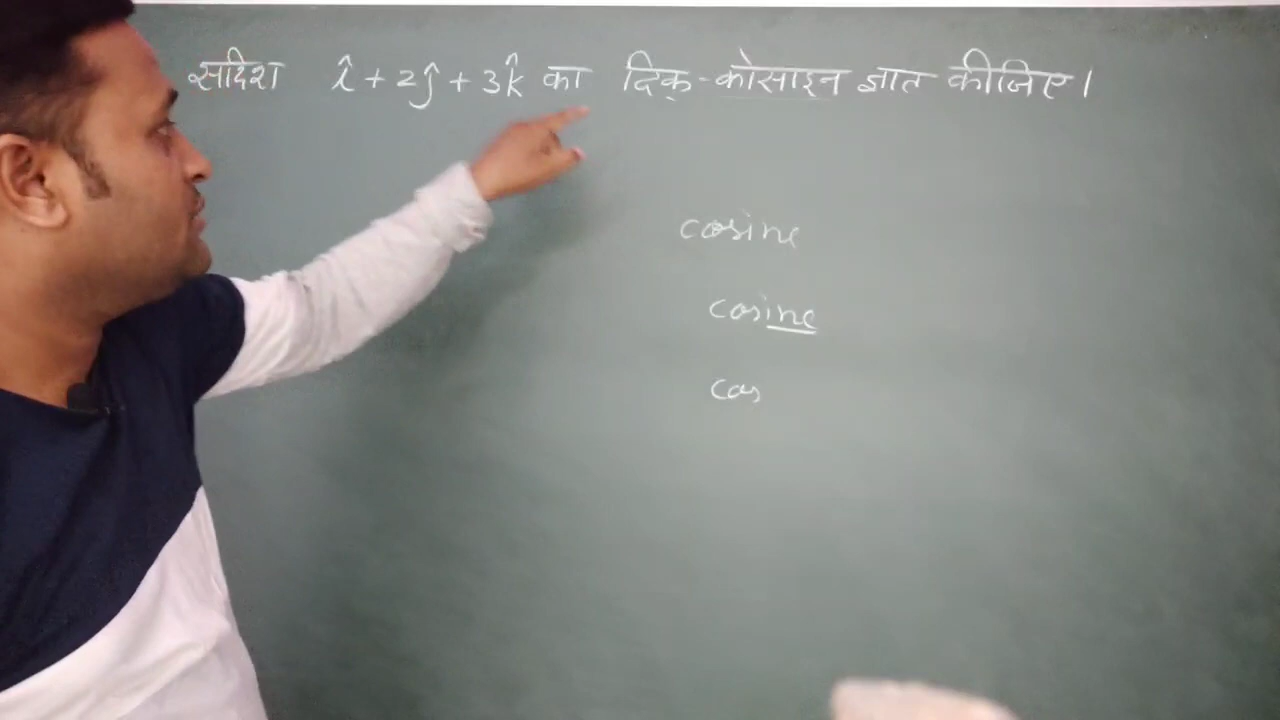 सदिश î + 2ĵ + 3k̂ का दिक्-कोसाइन ज्ञात कीजिए।
cosine
cosine
cos